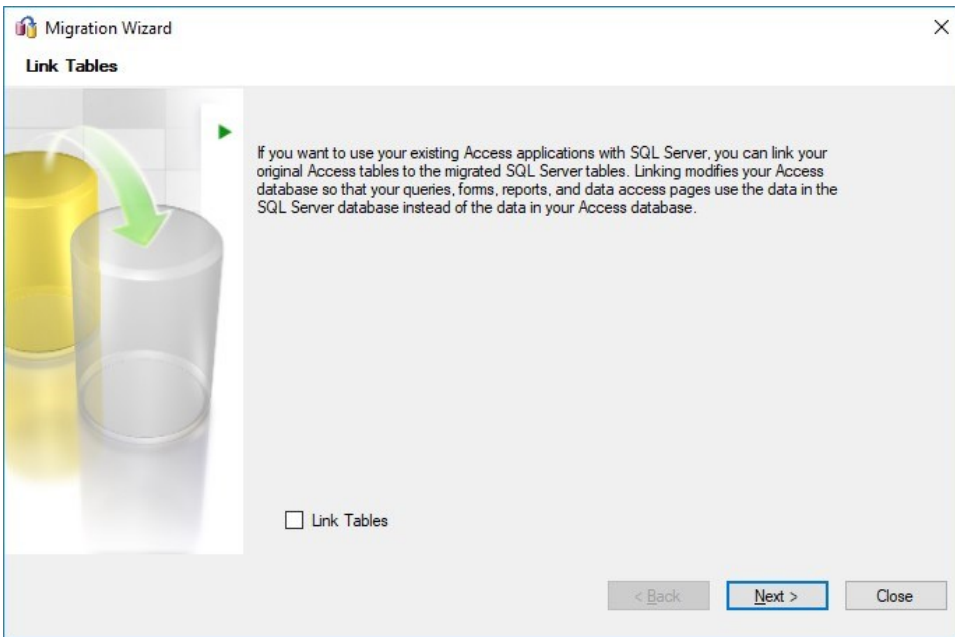 Migration Wizard
Link Tables
If you want to use your existing Access applications with SQL Server, you can link your
original Access tables to the migrated SQL Server tables. Linking modifies your Access
database so that your queries, forms, reports, and data access pages use the data in the
SQL Server database instead of the data in your Access database.
Link Tables
< Back
Next >
Close